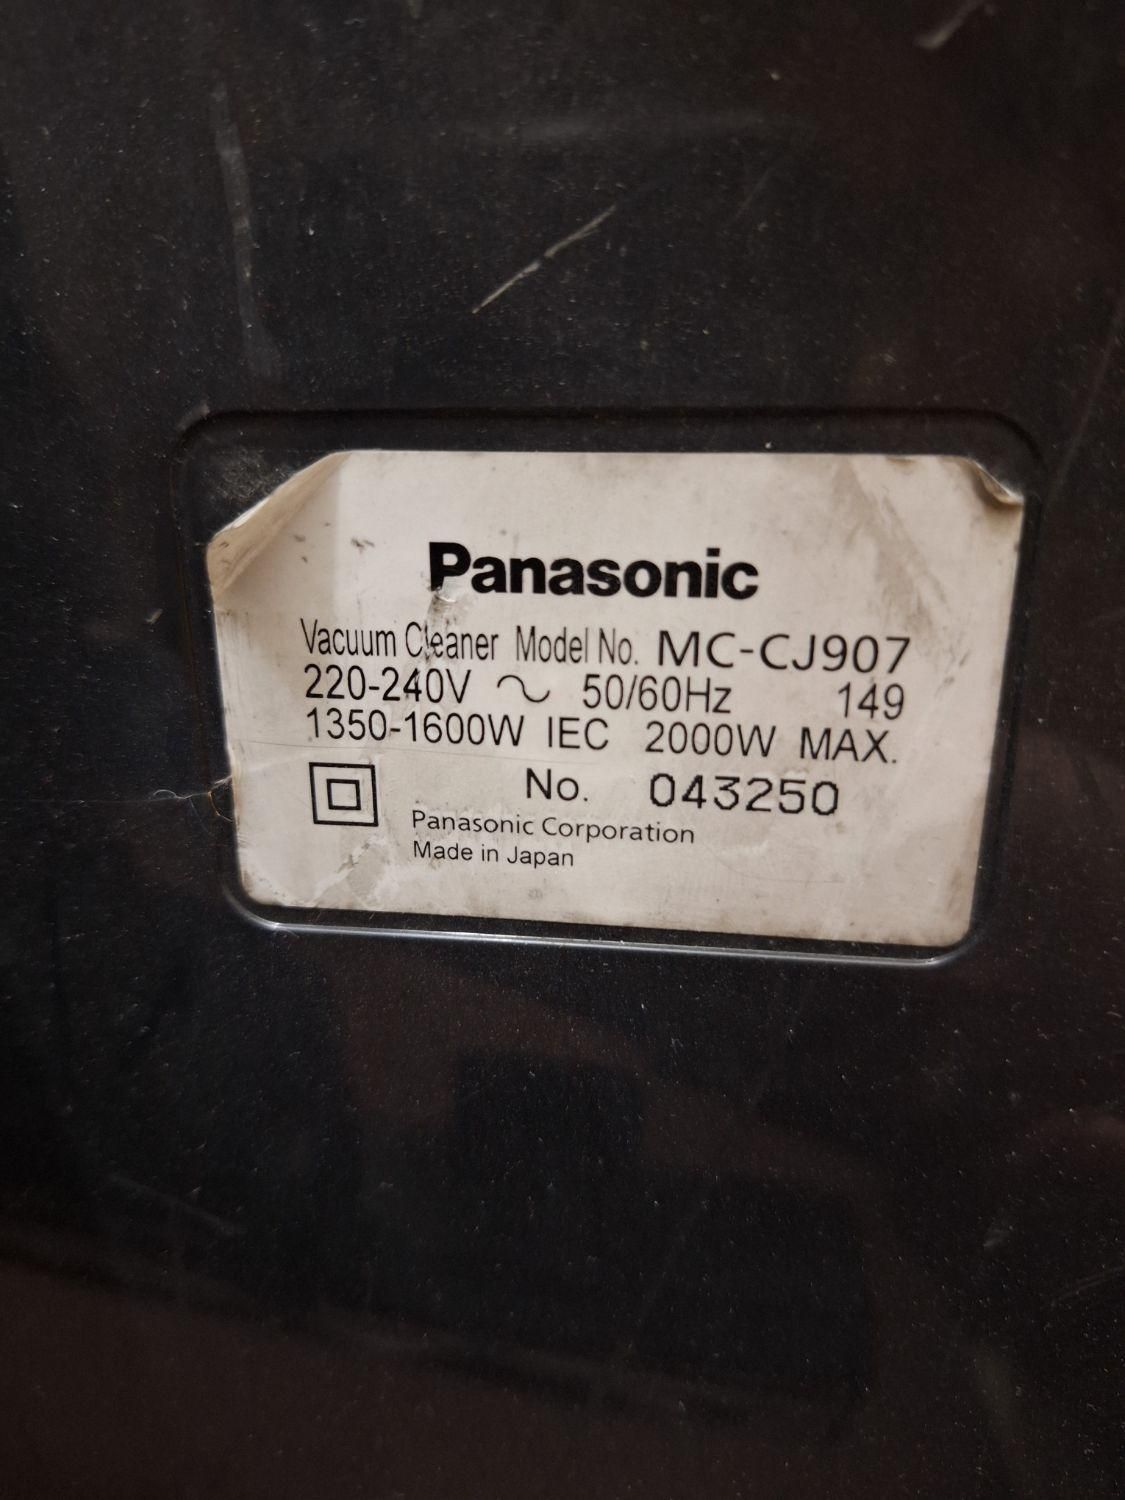 Panasonic
Vacuum Cleaner Model No. MC-CJ907
220-240V ～ 50/60Hz 149
1350-1600W IEC 2000W MAX.
No. 043250
Panasonic Corporation
Made in Japan